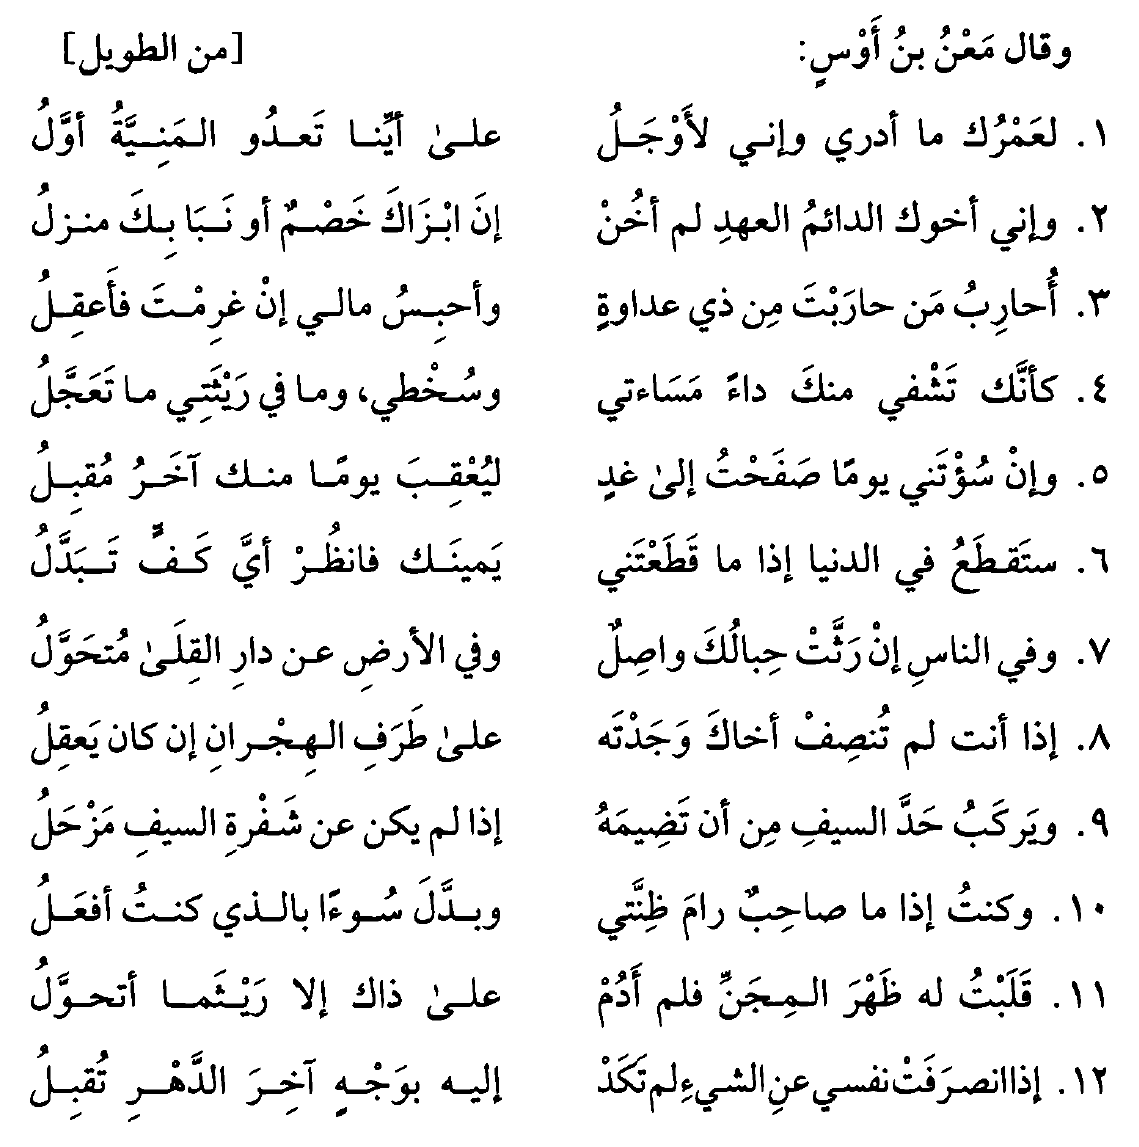 وقال مَعْنُ بنُ أَوْسٍ: [من الطويل]
١. لعَمْرُك ما أدري وإني لأَوْجَلُ علىٰ أيِّنا تَعدُو المَنِيَّةُ أوَّلُ
٢. وإني أخوك الدائمُ العهدِ لم أخُنْ إنَ ابْزَاكَ خَصْمٌ أو نَبَا بِكَ منزلُ
٣. أُحارِبُ مَن حارَبْتَ مِن ذي عداوةٍ وأحبِسُ مالي إنْ غرِمْتَ فأَعقِلُ
٤. كأنَّك تَشْفي منكَ داءً مَسَاءتي وسُخْطي، وما في رَيْثَتِي ما تَعَجَّلُ
٥. وإنْ سُؤْتَني يومًا صَفَحْتُ إلىٰ غدٍ ليُعْقِبَ يومًا منك آخَرُ مُقبِلُ
٦. ستَقطَعُ في الدنيا إذا ما قَطَعْتَني يَمينَك فانظُرْ أيَّ كَفٍّ تَبَدَّلُ
٧. وفي الناسِ إنْ رَثَّتْ حِبالُكَ واصِلٌ وفي الأرضِ عن دارِ القِلَىٰ مُتحَوَّلُ
٨. إذا أنت لم تُنصِفْ أخاكَ وَجَدْتَه علىٰ طَرَفِ الهِجْرانِ إن كان يَعقِلُ
٩. ويَركَبُ حَدَّ السيفِ مِن أن تَضِيمَهُ إذا لم يكن عن شَفْرةِ السيفِ مَزْحَلُ
١٠. وكنتُ إذا ما صاحِبٌ رامَ ظِنَّتي وبدَّلَ سُوءًا بالذي كنتُ أفعَلُ
١١. قَلَبْتُ له ظَهْرَ المِجَنِّ فلم أَدُمْ علىٰ ذاك إلا رَيْثَما أتحوَّلُ
١٢. إذا انصرَفَتْ نفسي عنِ الشيءِ لم تَكَدْ إليه بوَجْهٍ آخِرَ الدَّهْرِ تُقبِلُ